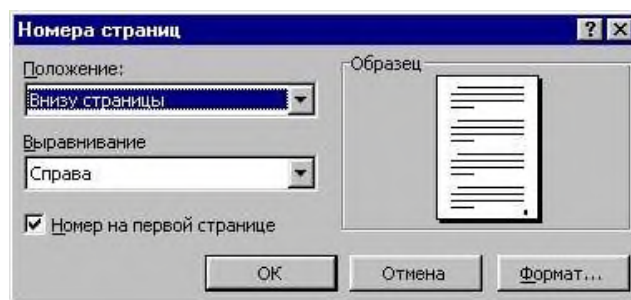 Номера страниц
Положение:
Внизу страницы
Выравнивание
Справа
Номер на первой странице
Образец
ОК
Отмена
Формат...